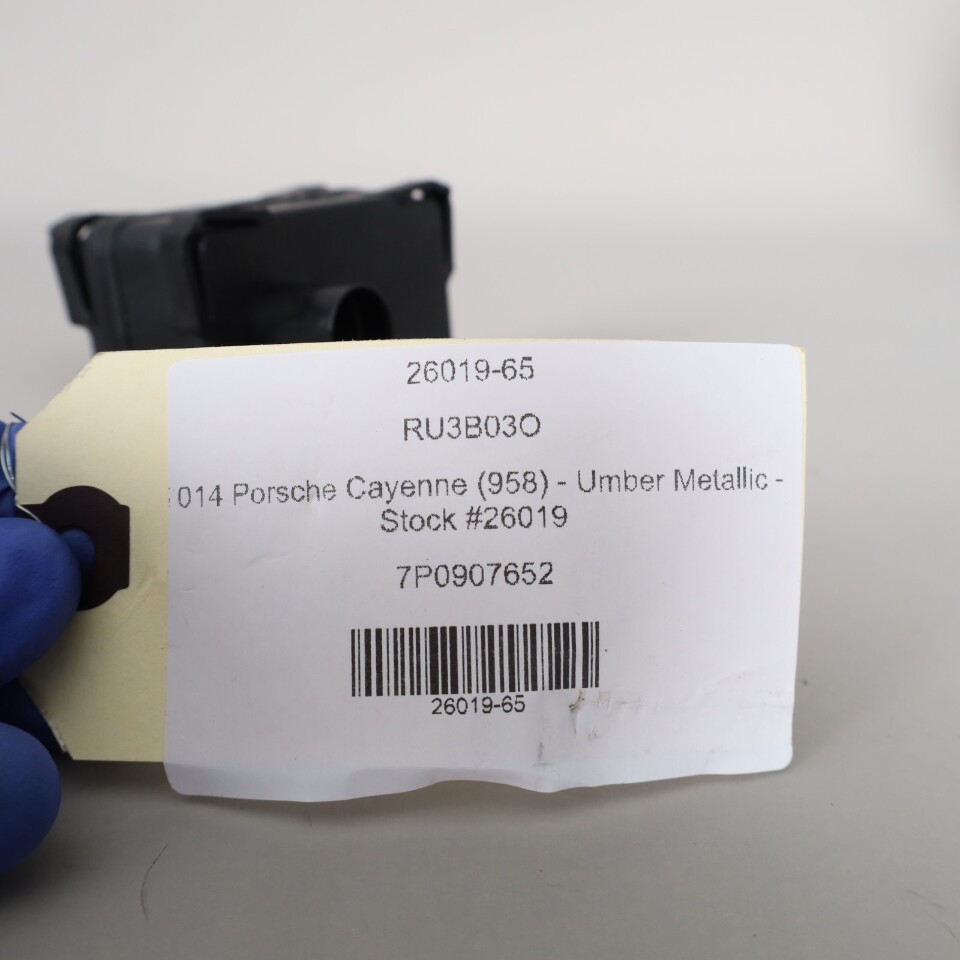 26019-65
RU3B03O
014 Porsche Cayenne (958) - Umber Metallic -
Stock #26019
7P0907652
26019-65